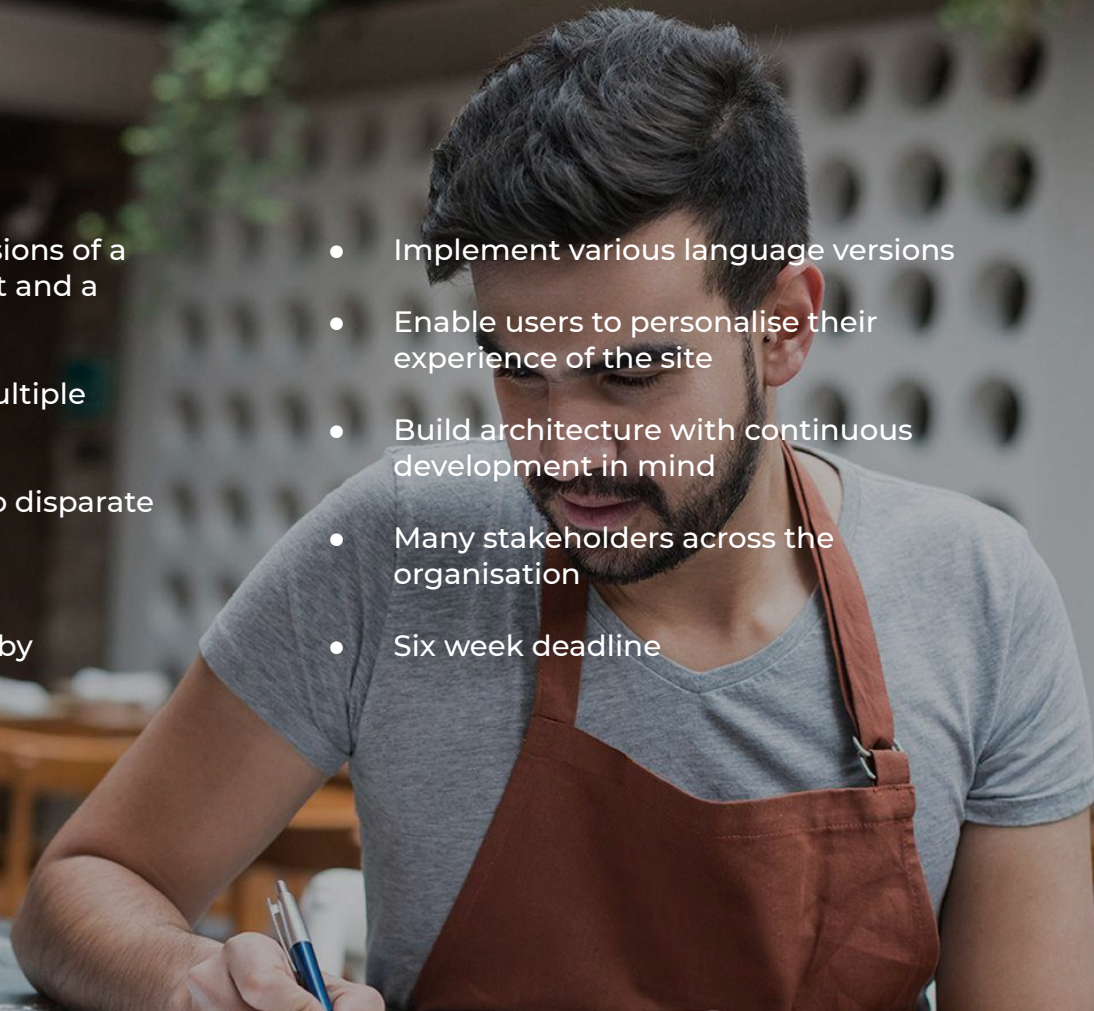 sions of a
t and a
ultiple
o disparate
by
● Implement various language versions
● Enable users to personalise their
experience of the site
● Build architecture with continuous
development in mind
● Many stakeholders across the
organisation
● Six week deadline